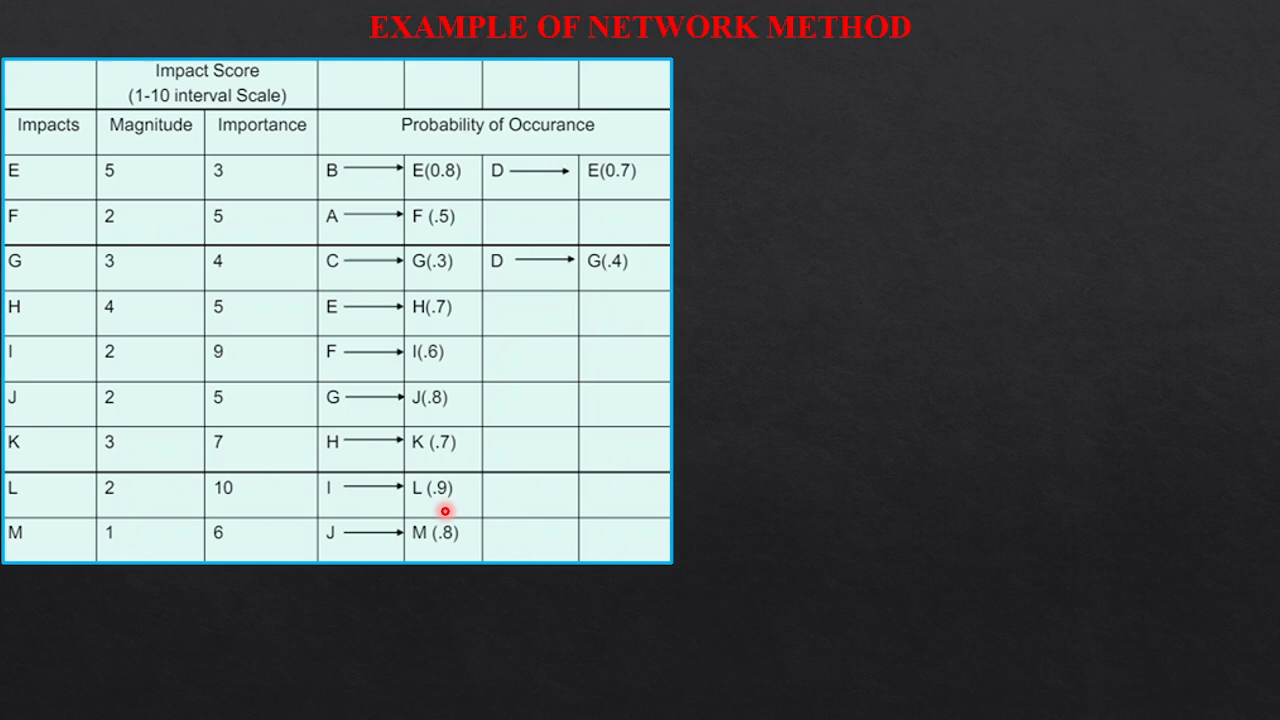 EXAMPLE OF NETWORK METHOD
Impact Score
(1-10 interval Scale)
Impacts Magnitude Importance Probability of Occurance
E 5 3 B E(0.8) D E(0.7)
F 2 5 A F (.5)
G 3 4 C G(.3) D G(.4)
H 4 5 E H(.7)
I 2 9 F I(.6)
J 2 5 G J(.8)
K 3 7 H K (.7)
L 2 10 I L (.9)
M 1 6 J M (.8)